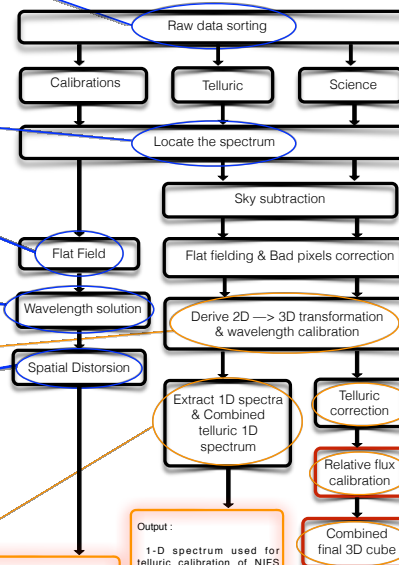 Raw data sorting
Calibrations
Telluric
Science
Locate the spectrum
Sky subtraction
Flat Field
Flat fielding & Bad pixels correction
Wavelength solution
Derive 2D —> 3D transformation
& wavelength calibration
Spatial Distorsion
Extract 1D spectra
& Combined
telluric 1D
spectrum
Telluric
correction
Relative flux
calibration
Output :
1-D spectrum used for
telluric calibration of NIFS
Combined
final 3D cube